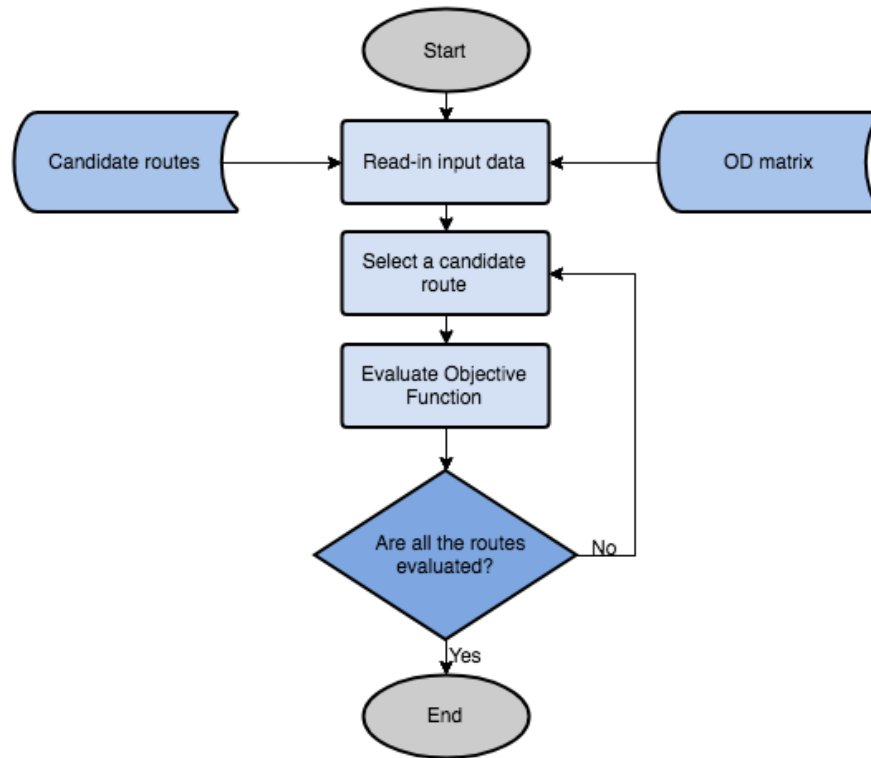 Start
Candidate routes
Read-in input data
OD matrix
Select a candidate
route
Evaluate Objective
Function
Are all the routes
evaluated?
No
Yes
End